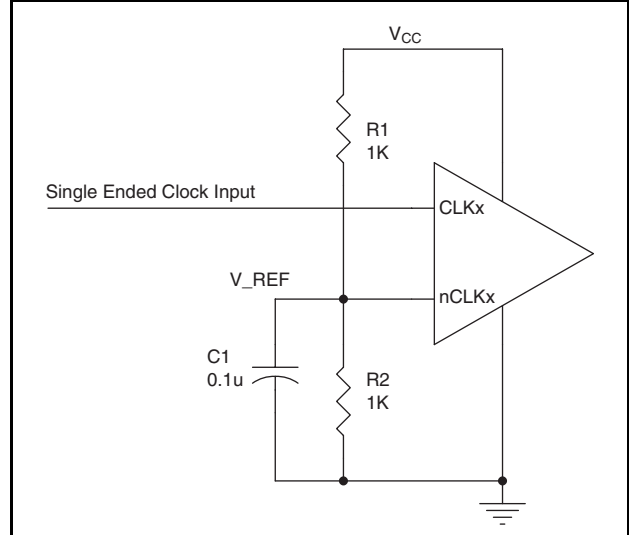 VCC
R1
1K
Single Ended Clock Input
CLKx
V_REF
nCLKx
C1
0.1u
R2
1K